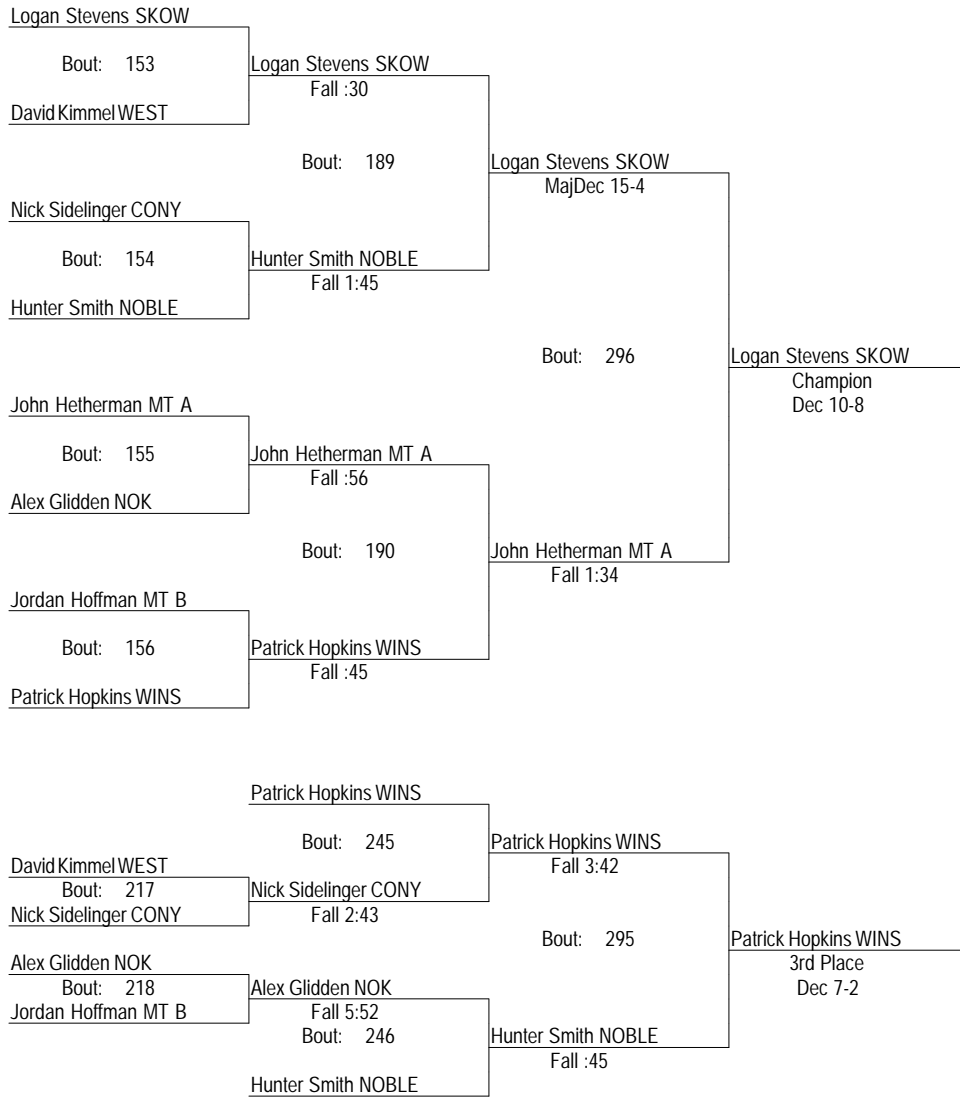 Logan Stevens SKOW
Bout: 153
Logan Stevens SKOW
Fall :30
David Kimmel WEST
Bout: 189
Logan Stevens SKOW
MajDec 15-4
Nick Sidelinger CONY
Bout: 154
Hunter Smith NOBLE
Fall 1:45
Hunter Smith NOBLE
Bout: 296
Logan Stevens SKOW
Champion
Dec 10-8
John Hetherman MT A
Bout: 155
John Hetherman MT A
Fall :56
Alex Glidden NOK
Bout: 190
John Hetherman MT A
Fall 1:34
Jordan Hoffman MT B
Bout: 156
Patrick Hopkins WINS
Fall :45
Patrick Hopkins WINS
Patrick Hopkins WINS
Bout: 245
Patrick Hopkins WINS
Fall 3:42
David Kimmel WEST
Bout: 217
Nick Sidelinger CONY
Fall 2:43
Nick Sidelinger CONY
Bout: 295
Patrick Hopkins WINS
3rd Place
Dec 7-2
Alex Glidden NOK
Bout: 218
Alex Glidden NOK
Fall 5:52
Jordan Hoffman MT B
Bout: 246
Hunter Smith NOBLE
Fall :45
Hunter Smith NOBLE